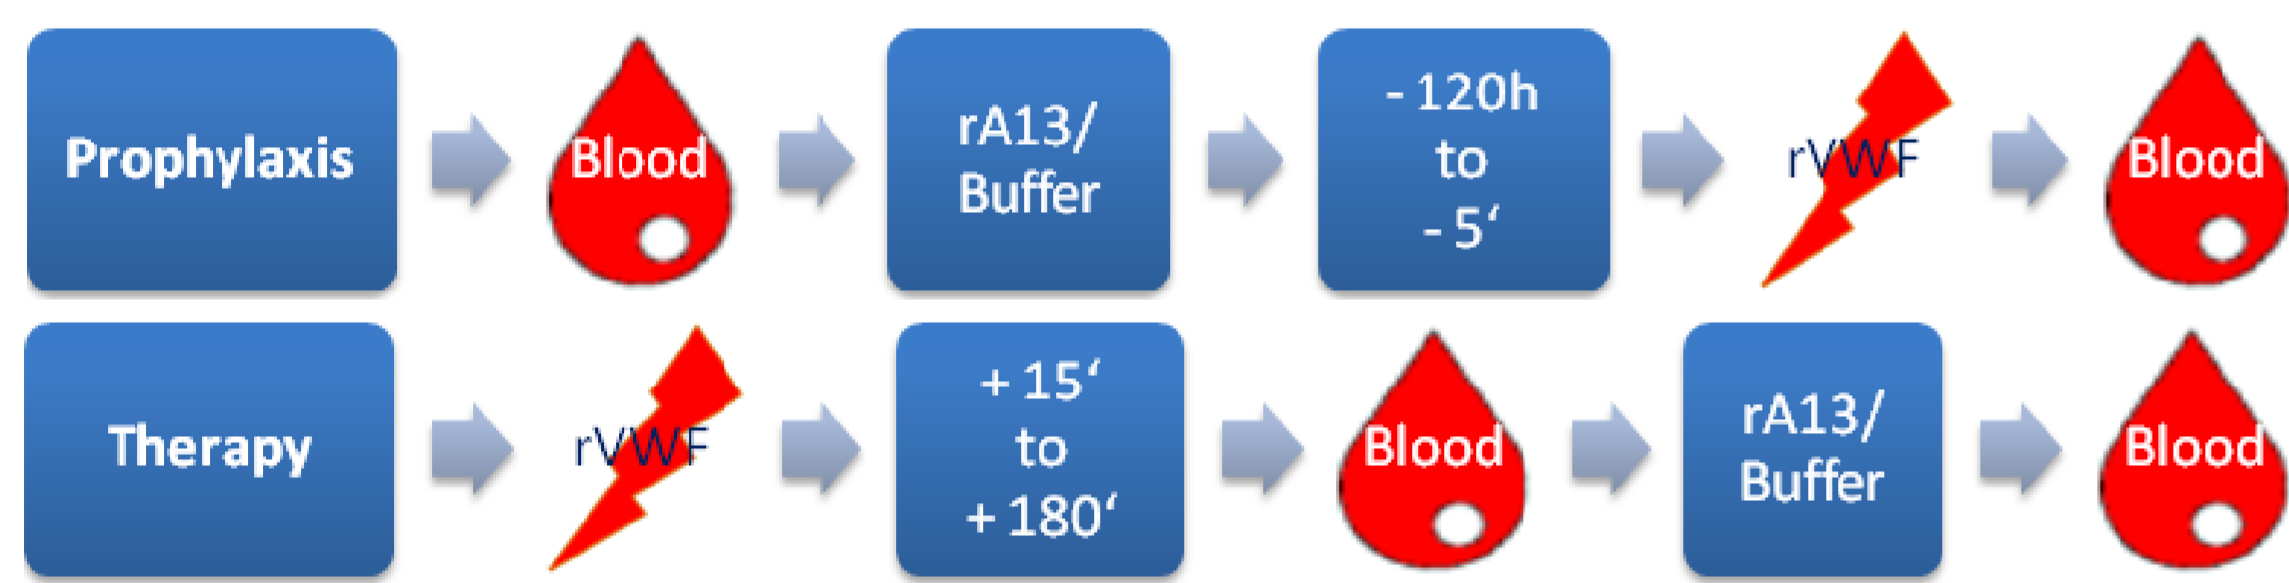 Prophylaxis
Blood
rA13/
Buffer
- 120h
to
- 5‘
rVWF
Blood
Therapy
rVWF
+ 15‘
to
+ 180‘
Blood
rA13/
Buffer
Blood